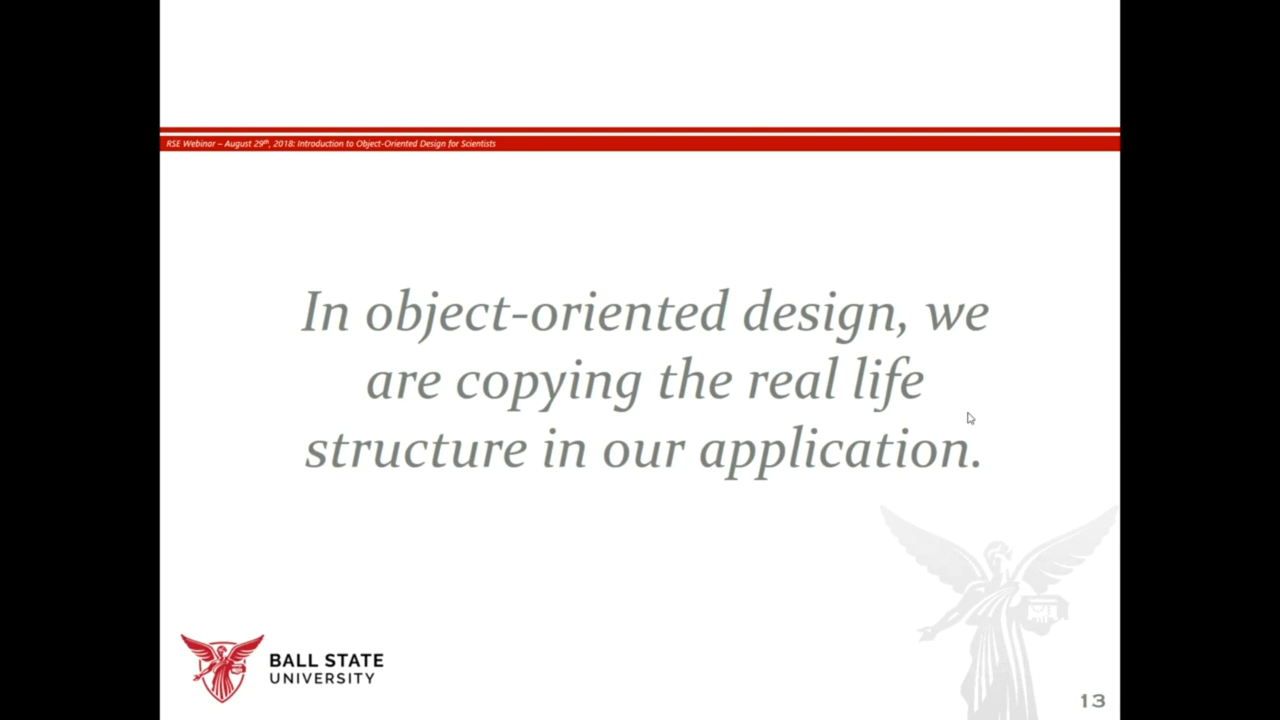 RSE Webinar – August 29th, 2018: Introduction to Object-Oriented Design for Scientists
In object-oriented design, we
are copying the real life
structure in our application.
BALL STATE
UNIVERSITY
13